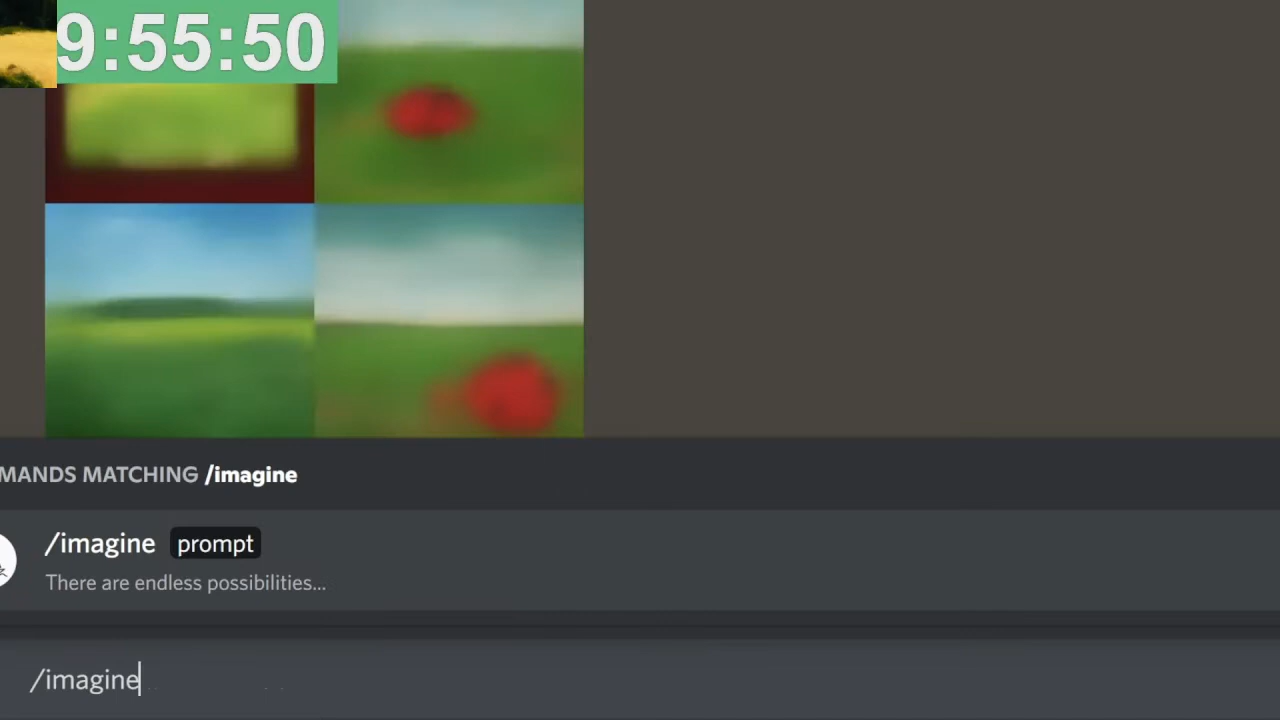 9:55:50
MANDS MATCHING /imagine
/imagine prompt
There are endless possibilities...
/imagine